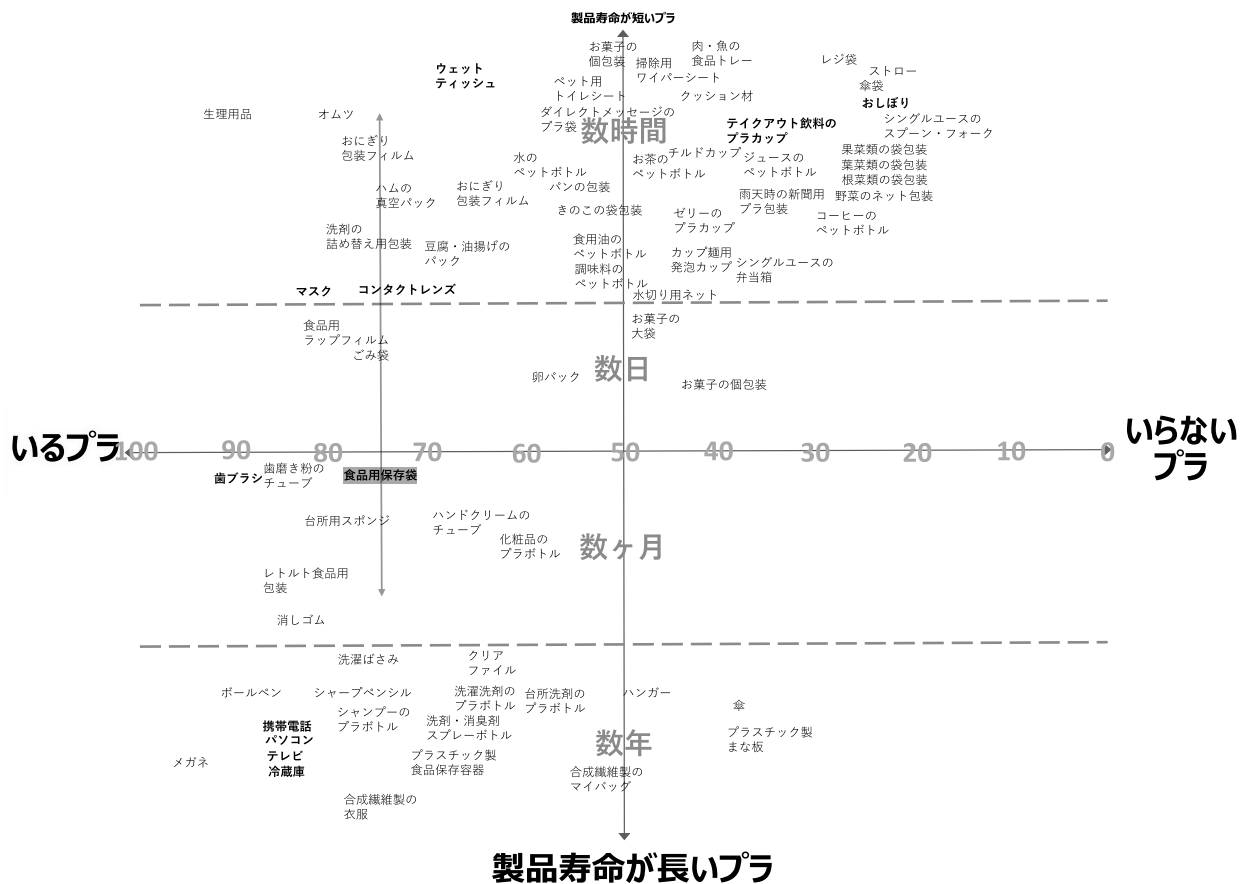 製品寿命が短いプラ
お菓子の
個包装
掃除用
ワイパーシート
肉・魚の
食品トレー
レジ袋
ストロー
傘袋
ウェット
ティッシュ
ペット用
トイレシート
クッション材
おしぼり
生理用品
オムツ
ダイレクトメッセージの
プラ袋
数時間
テイクアウト飲料の
プラカップ
シングルユースの
スプーン・フォーク
おにぎり
包装フィルム
水の
ペットボトル
お茶の
ペットボトル
チルドカップ
ジュースの
ペットボトル
果菜類の袋包装
葉菜類の袋包装
根菜類の袋包装
野菜のネット包装
ハムの
真空パック
おにぎり
包装フィルム
パンの包装
雨天時の新聞用
プラ包装
きのこの袋包装
ゼリーの
プラカップ
コーヒーの
ペットボトル
洗剤の
詰め替え用包装
豆腐・油揚げの
パック
食用油の
ペットボトル
調味料の
ペットボトル
カップ麺用
発泡カップ
シングルユースの
弁当箱
マスク
コンタクトレンズ
水切り用ネット
食品用
ラップフィルム
ごみ袋
お菓子の
大袋
数日
卵パック
お菓子の個包装
いるプラ
100
90
80
70
60
50
40
30
20
10
0
いらない
プラ
歯ブラシ
歯磨き粉の
チューブ
食品用保存袋
台所用スポンジ
ハンドクリームの
チューブ
化粧品の
プラボトル
数ヶ月
レトルト食品用
包装
消しゴム
洗濯ばさみ
クリア
ファイル
ボールペン
シャープペンシル
洗濯洗剤の
プラボトル
台所洗剤の
プラボトル
ハンガー
傘
シャンプーの
プラボトル
洗剤・消臭剤
スプレーボトル
携帯電話
パソコン
テレビ
冷蔵庫
数年
プラスチック製
まな板
メガネ
プラスチック製
食品保存容器
合成繊維製の
マイバッグ
合成繊維製の
衣服
製品寿命が長いプラ